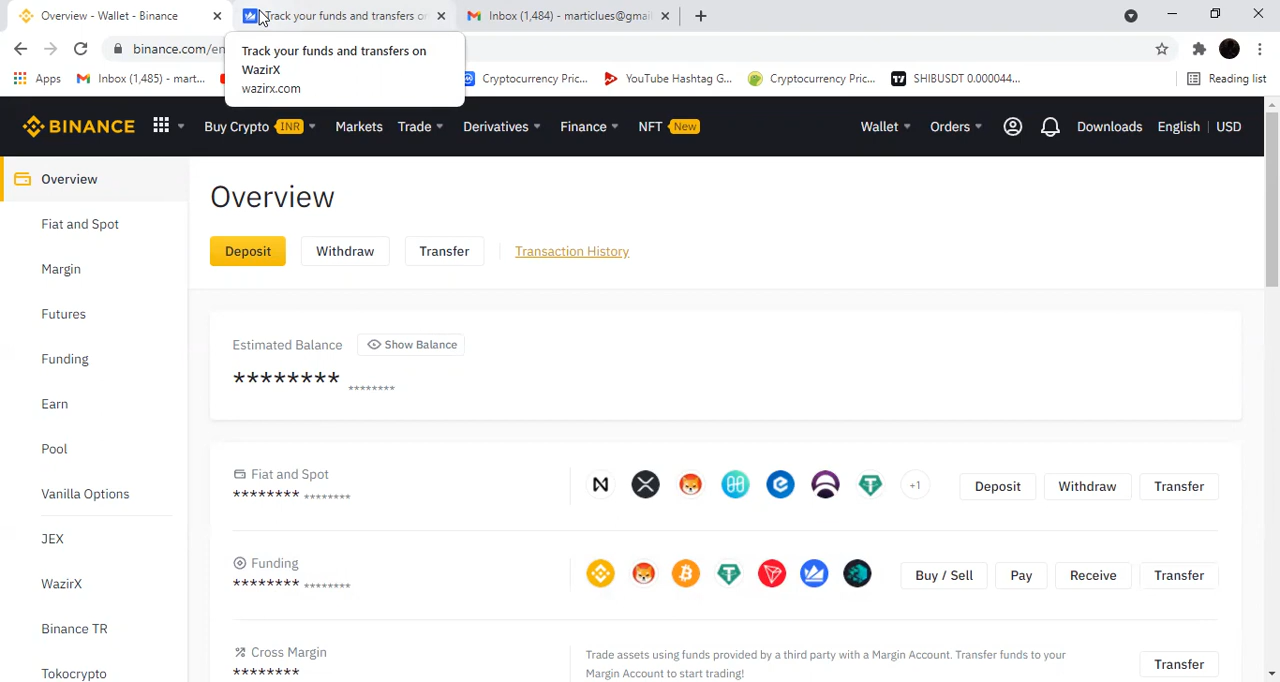 Overview - Wallet - Binance
Track your funds and transfers on
Inbox (1,484) - marticlues@gmail
binance.com/en
Track your funds and transfers on
WazirX
wazirx.com
Apps
Inbox (1,485) - mart...
Cryptocurrency Pric...
YouTube Hashtag G...
Cryptocurrency Pric...
SHIBUSDT 0.000044...
Reading list
BINANCE
Buy Crypto INR
Markets
Trade
Derivatives
Finance
NFT New
Wallet
Orders
Downloads
English
USD
Overview
Fiat and Spot
Margin
Futures
Funding
Earn
Pool
Vanilla Options
JEX
WazirX
Binance TR
Tokocrypto
Overview
Deposit
Withdraw
Transfer
Transaction History
Estimated Balance
Show Balance
******** ********
Fiat and Spot
******** ********
+1
Deposit
Withdraw
Transfer
Funding
******** ********
Buy / Sell
Pay
Receive
Transfer
Cross Margin
********
Trade assets using funds provided by a third party with a Margin Account. Transfer funds to your
Margin Account to start trading!
Transfer